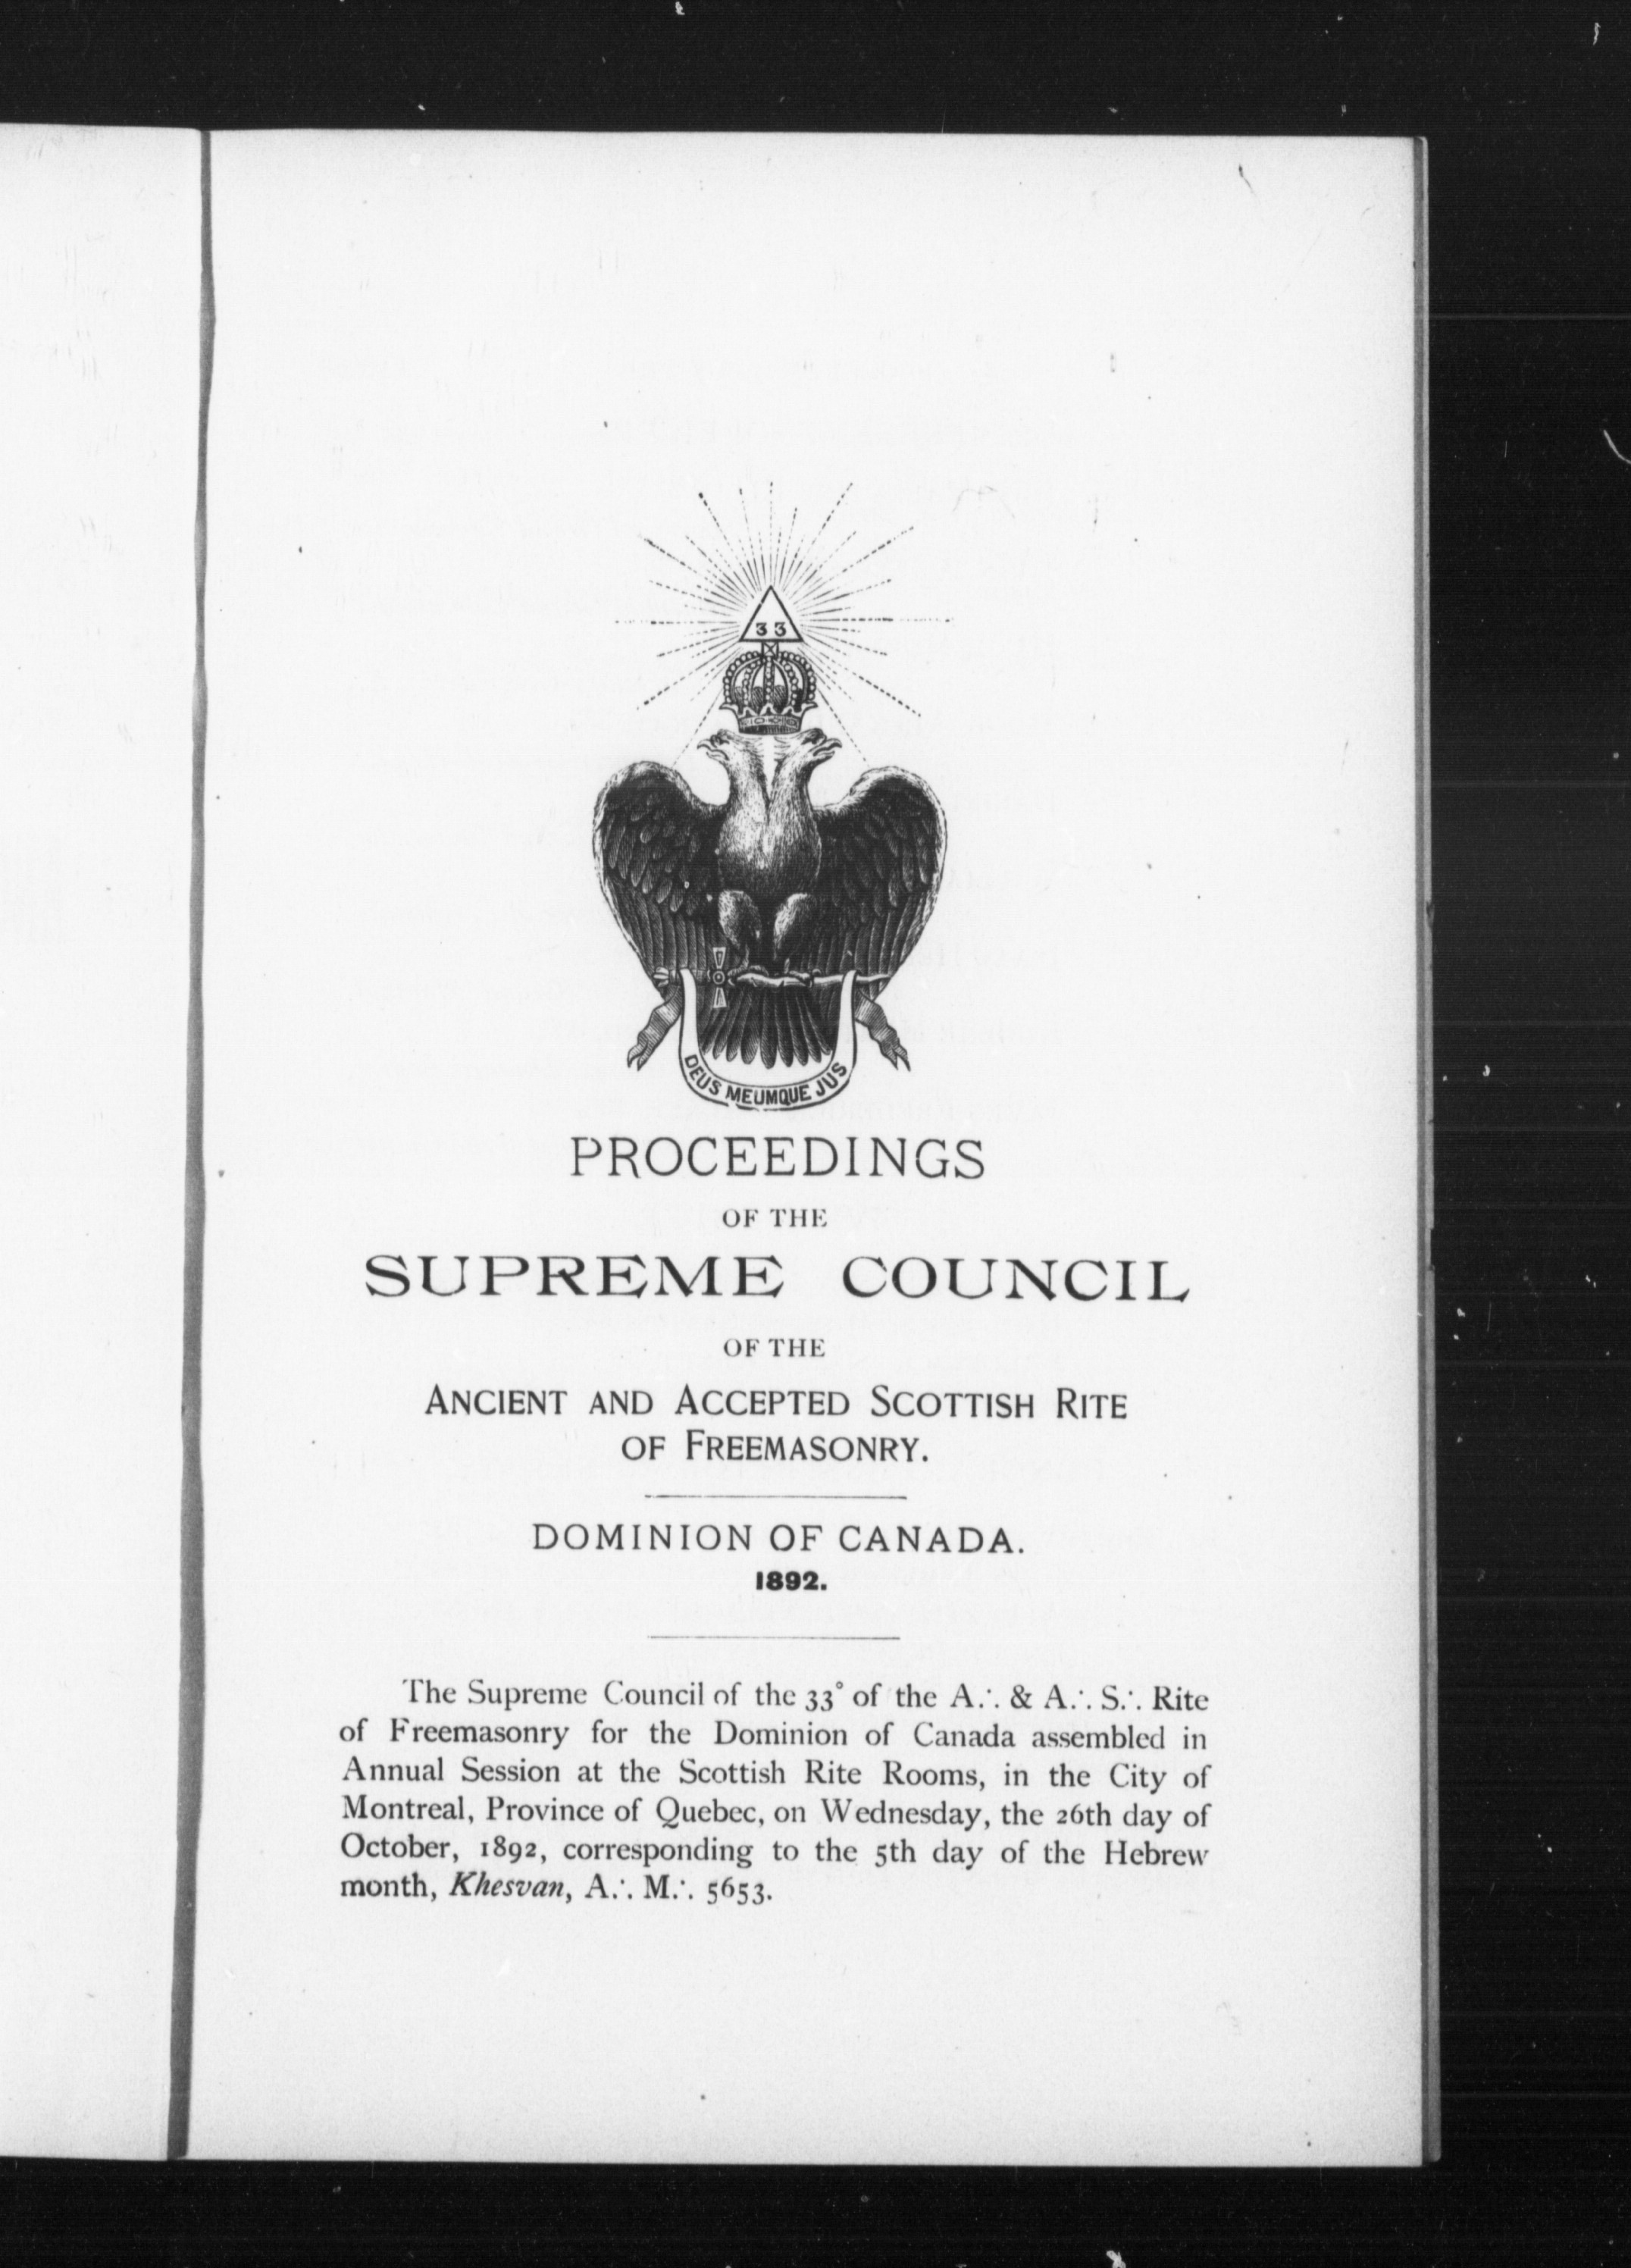 33
DEUS MEUMQUE JUS
PROCEEDINGS
OF THE
SUPREME COUNCIL
OF THE
ANCIENT AND ACCEPTED SCOTTISH RITE
OF FREEMASONRY.
DOMINION OF CANADA.
1892.
The Supreme Council of the 33° of the A∴ & A∴ S∴ Rite
of Freemasonry for the Dominion of Canada assembled in
Annual Session at the Scottish Rite Rooms, in the City of
Montreal, Province of Quebec, on Wednesday, the 26th day of
October, 1892, corresponding to the 5th day of the Hebrew
month, Khesvan, A∴ M∴ 5653.